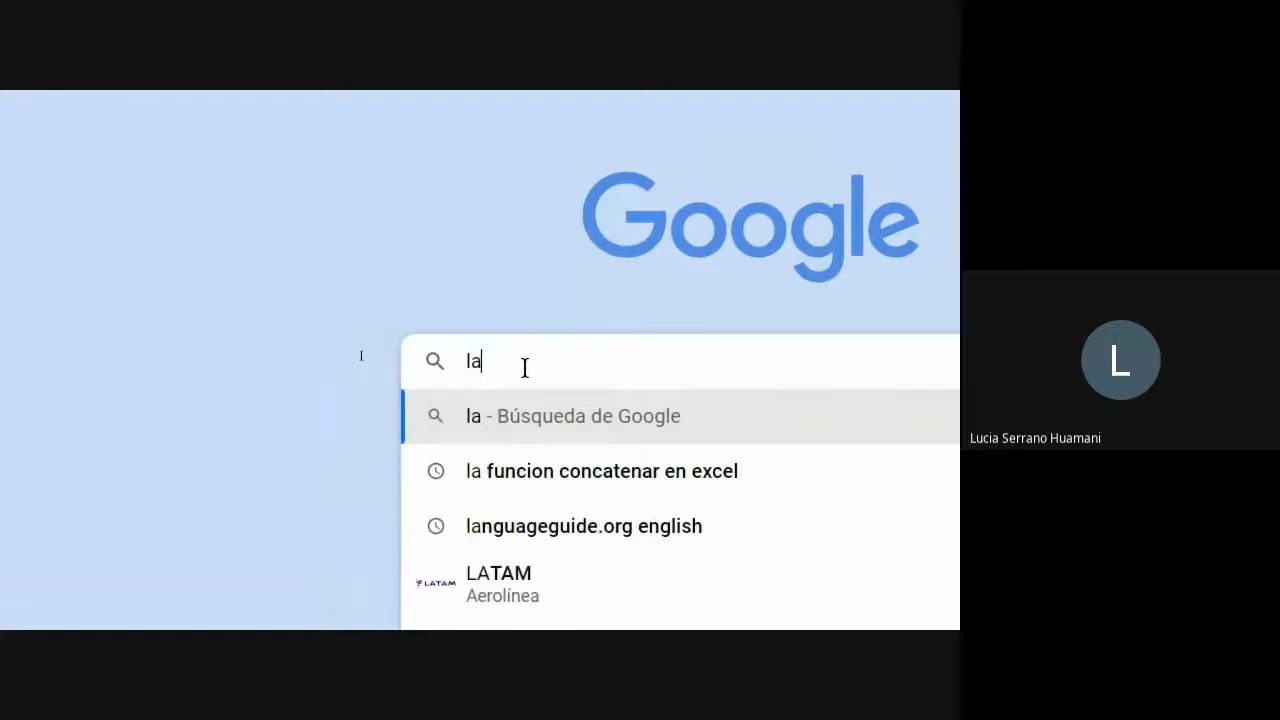 Google
la
la - Búsqueda de Google
la funcion concatenar en excel
languageguide.org english
LATAM
LATAM
Aerolínea
L
Lucia Serrano Huamani